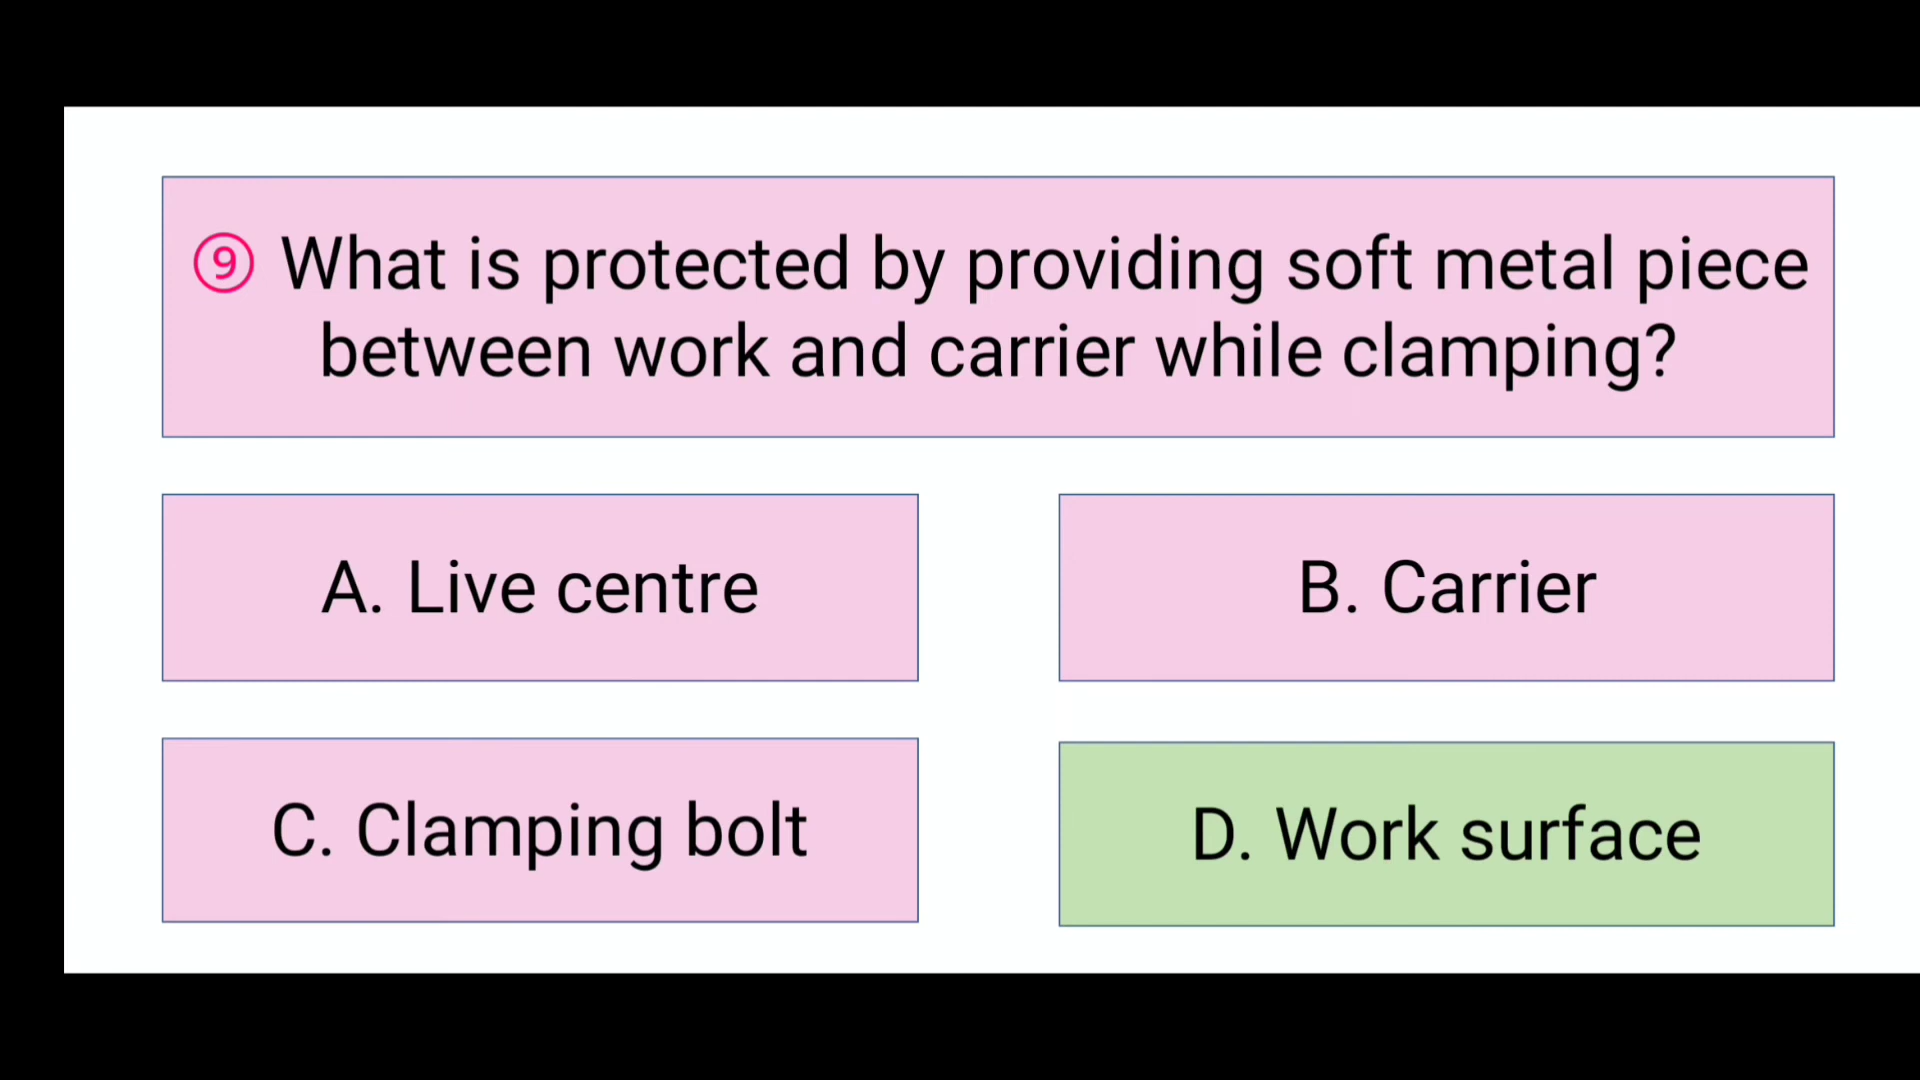 ⑨ What is protected by providing soft metal piece
between work and carrier while clamping?
A. Live centre
B. Carrier
C. Clamping bolt
D. Work surface